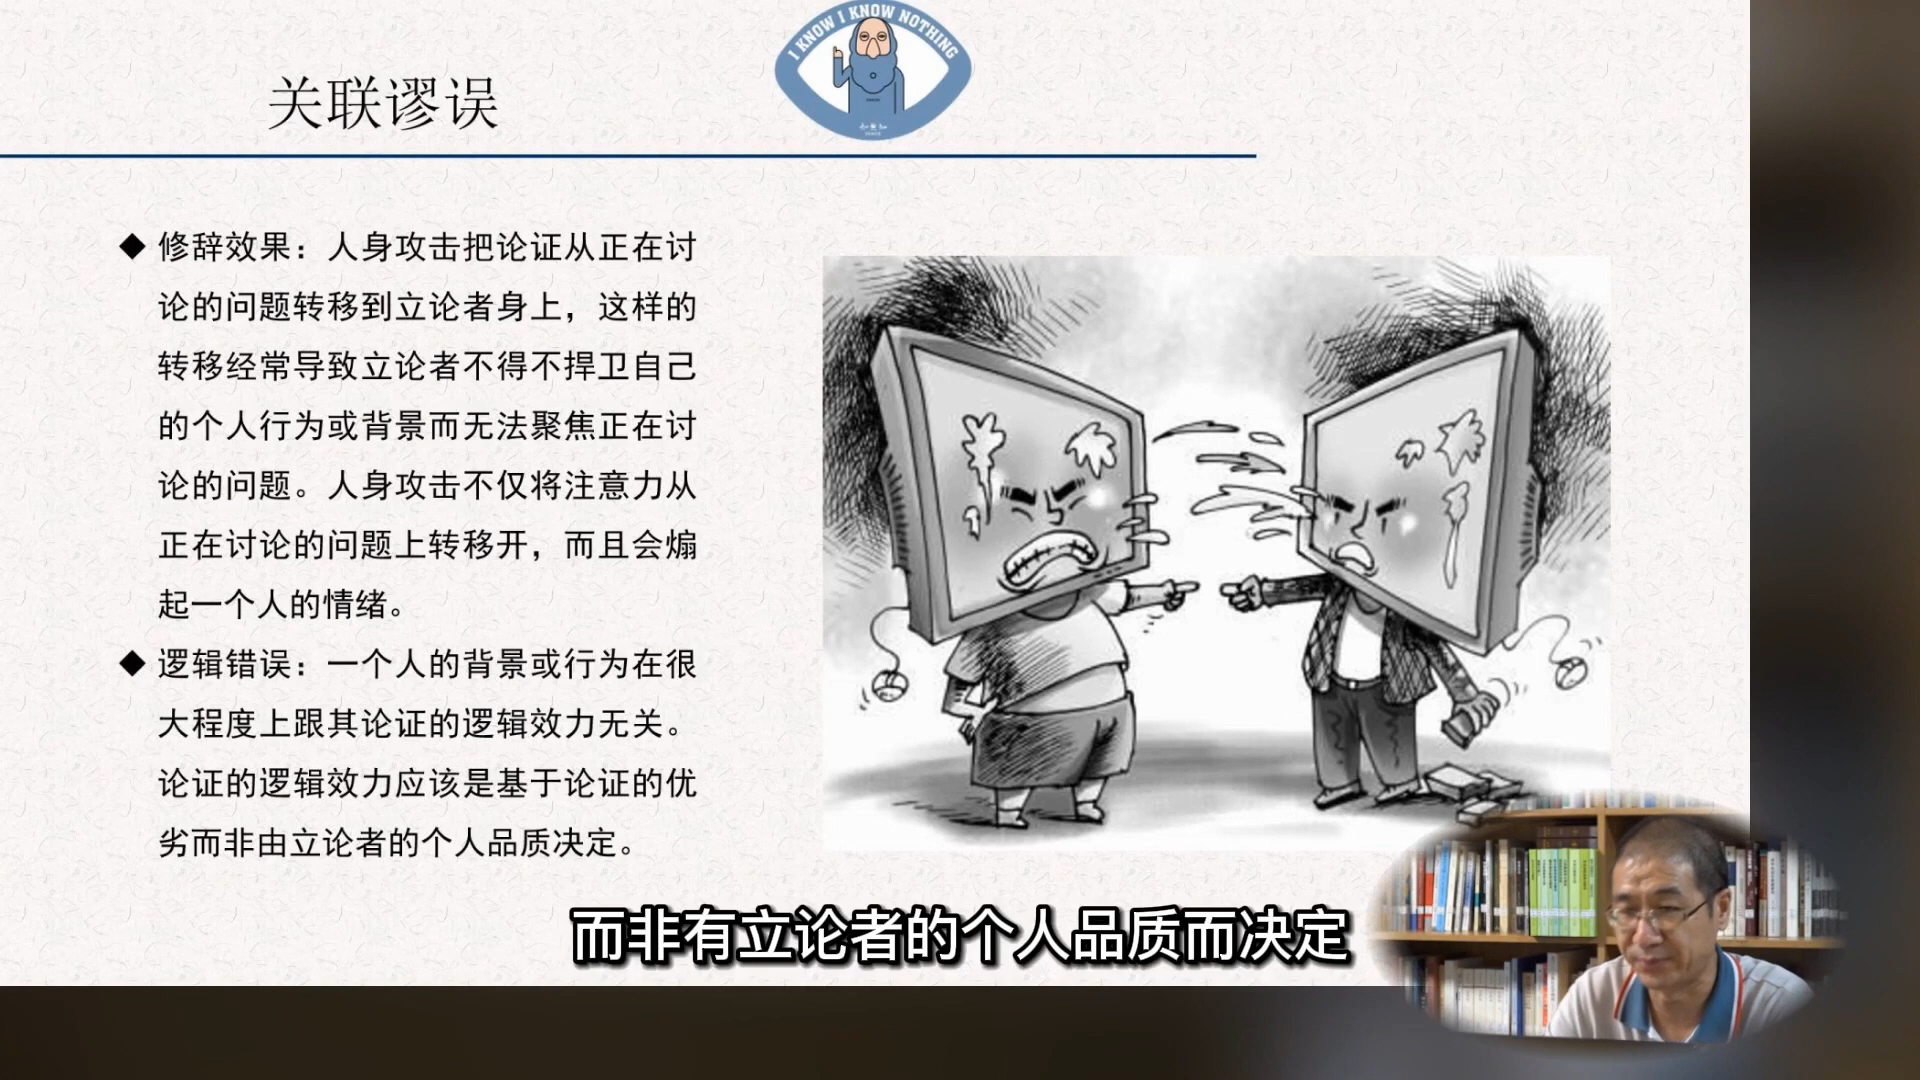 I KNOW I KNOW NOTHING
关联谬误
◆ 修辞效果：人身攻击把论证从正在讨
论的问题转移到立论者身上，这样的
转移经常导致立论者不得不捍卫自己
的个人行为或背景而无法聚焦正在讨
论的问题。人身攻击不仅将注意力从
正在讨论的问题上转移开，而且会煽
起一个人的情绪。
◆ 逻辑错误：一个人的背景或行为在很
大程度上跟其论证的逻辑效力无关。
论证的逻辑效力应该是基于论证的优
劣而非由立论者的个人品质决定。
而非有立论者的个人品质而决定